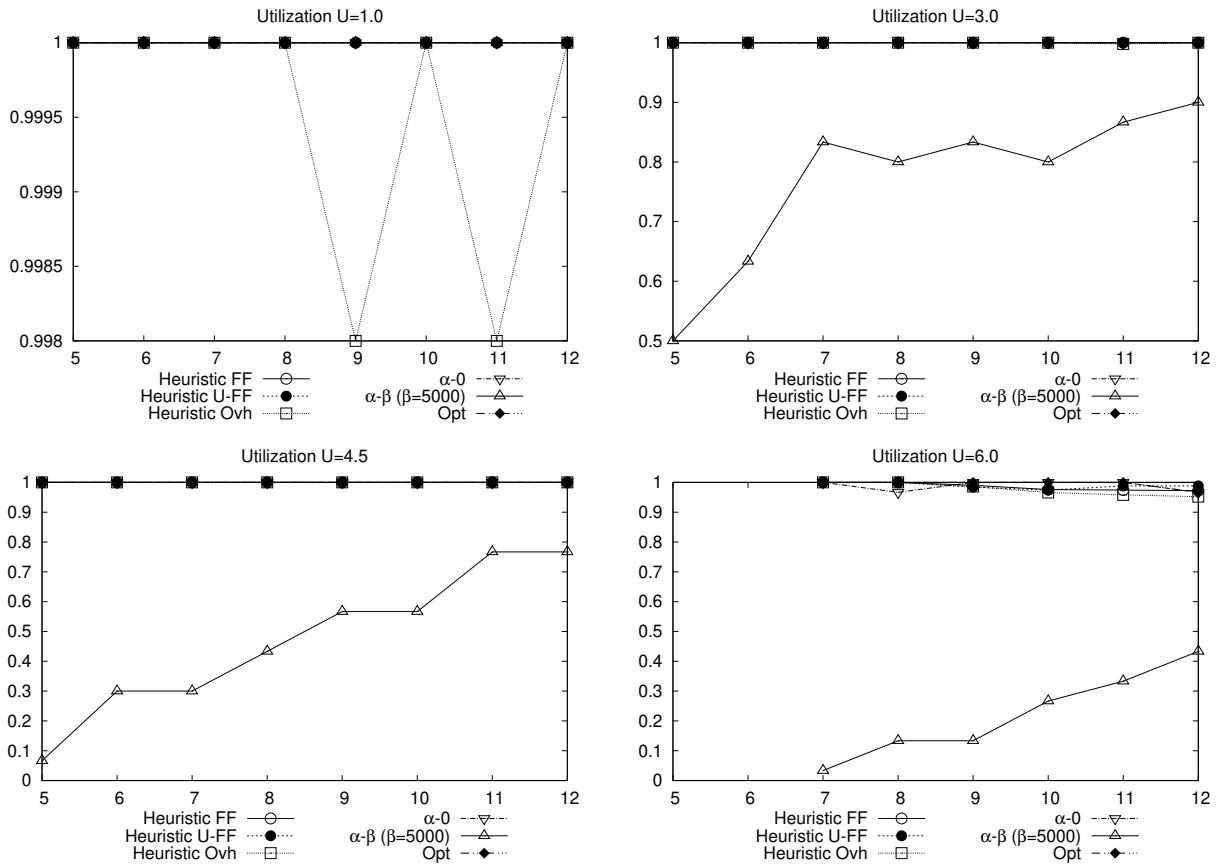 Utilization U=1.0
1
0.9995
0.999
0.9985
0.998
5 6 7 8 9 10 11 12
Heuristic FF
Heuristic U-FF
Heuristic Ovh
α-0
α-β (β=5000)
Opt
Utilization U=3.0
1
0.9
0.8
0.7
0.6
0.5
5 6 7 8 9 10 11 12
Heuristic FF
Heuristic U-FF
Heuristic Ovh
α-0
α-β (β=5000)
Opt
Utilization U=4.5
1
0.9
0.8
0.7
0.6
0.5
0.4
0.3
0.2
0.1
0
5 6 7 8 9 10 11 12
Heuristic FF
Heuristic U-FF
Heuristic Ovh
α-0
α-β (β=5000)
Opt
Utilization U=6.0
1
0.9
0.8
0.7
0.6
0.5
0.4
0.3
0.2
0.1
0
5 6 7 8 9 10 11 12
Heuristic FF
Heuristic U-FF
Heuristic Ovh
α-0
α-β (β=5000)
Opt